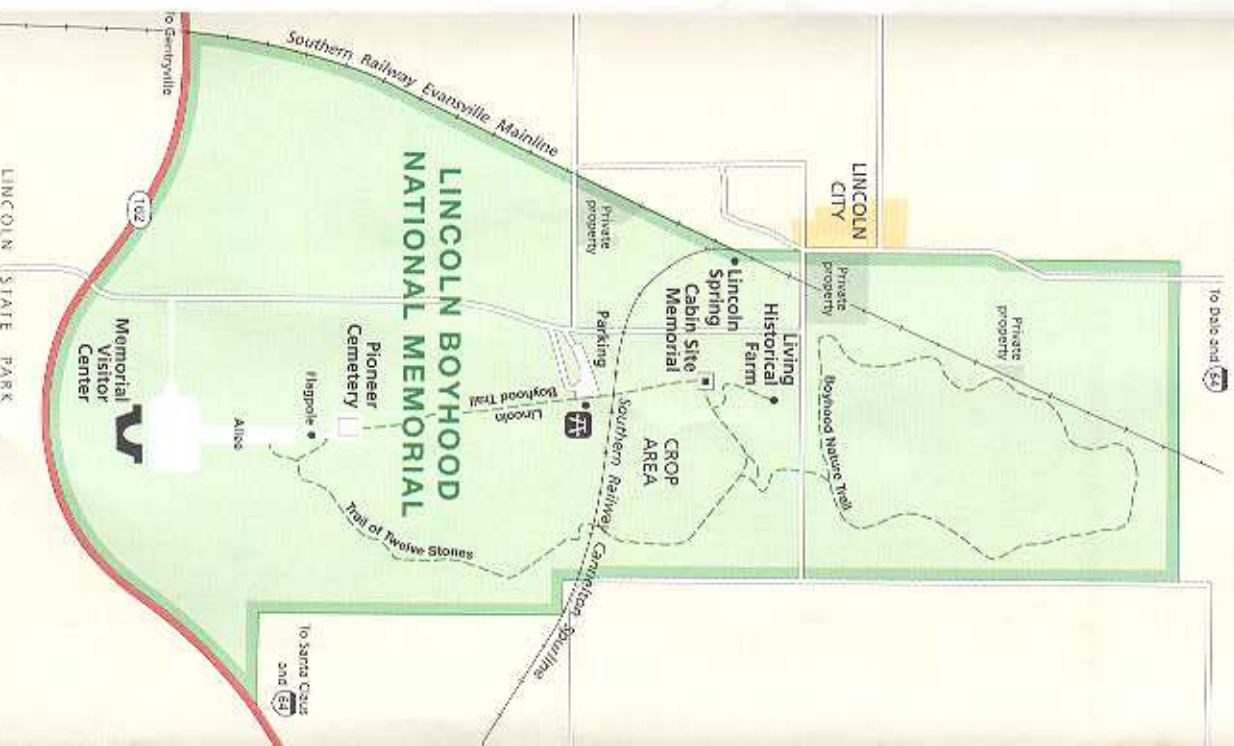 To Dale and 64
Private
property
LINCOLN
CITY
Private
property
Boyhood Nature Trail
Living
Historical
Farm
Lincoln
Spring
Cabin Site
Memorial
CROP
AREA
Private
property
Parking
Southern Railway Cannelton Spurline
Southern Railway Evansville Mainline
Lincoln
Boyhood Trail
LINCOLN BOYHOOD
NATIONAL MEMORIAL
Trail of Twelve Stones
Pioneer
Cemetery
Flagpole
To Santa Claus
and 64
Allee
To Gentryville
162
Memorial
Visitor
Center
LINCOLN STATE PARK